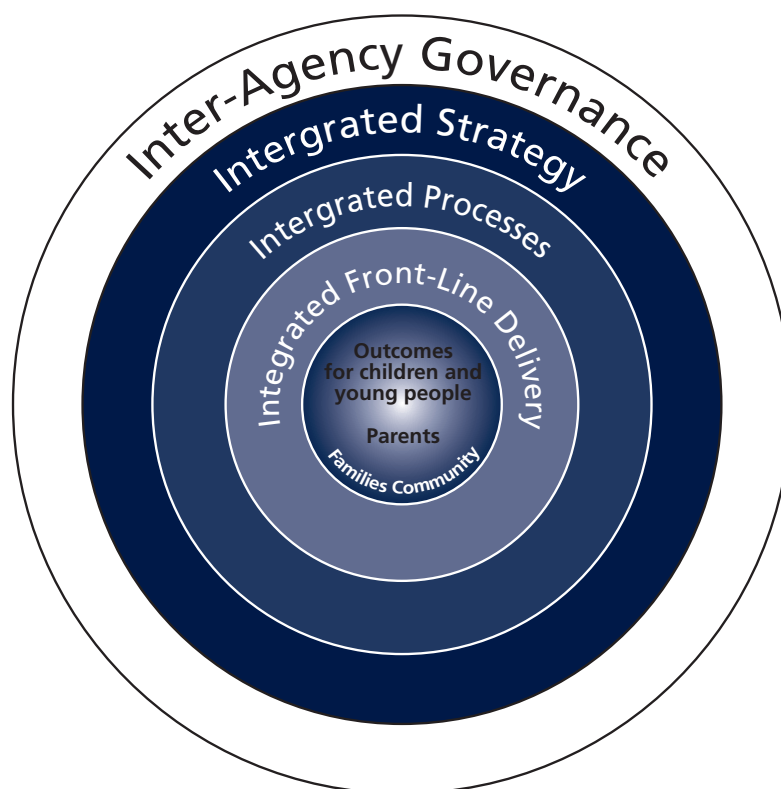 Inter-Agency Governance
Intergrated Strategy
Intergrated Processes
Integrated Front-Line Delivery
Outcomes
for children and
young people
Parents
Families Community